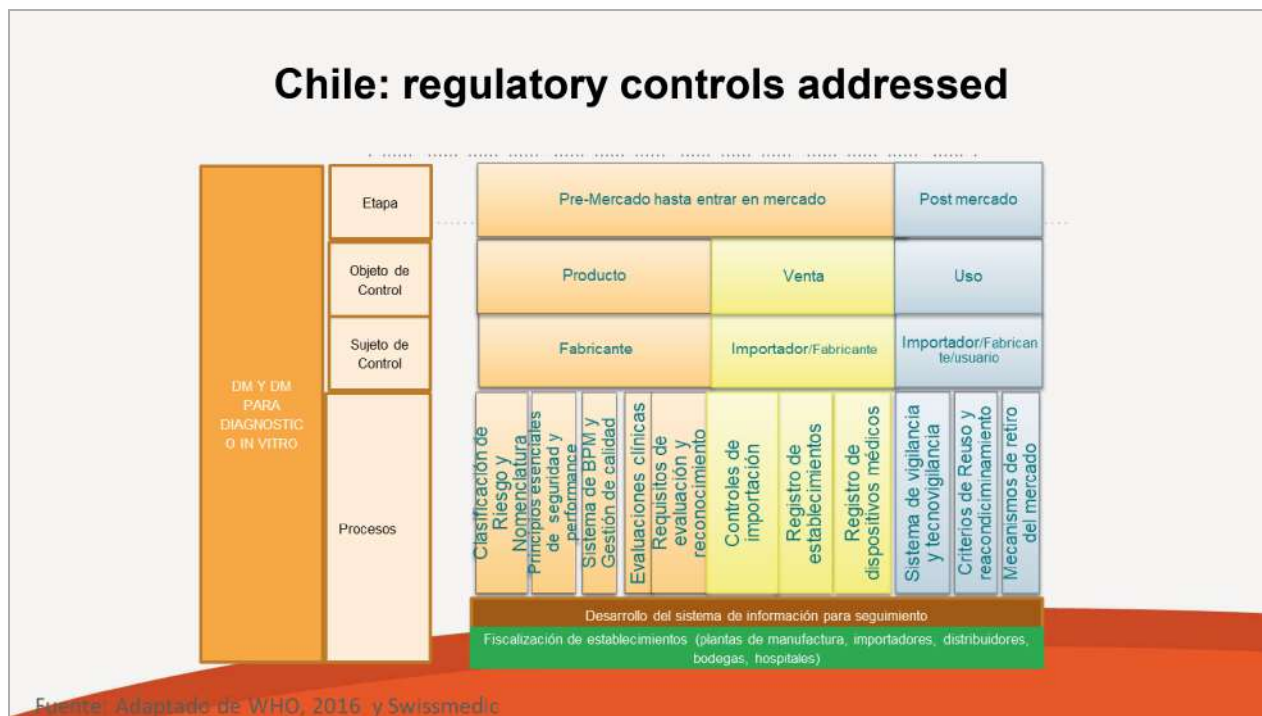 Chile: regulatory controls addressed
Etapa
Pre-Mercado hasta entrar en mercado
Post mercado
Objeto de
Control
Producto
Venta
Uso
Sujeto de
Control
Fabricante
Importador/Fabricante
Importador/Fabrican
te/usuario
DM Y DM
PARA
DIAGNOSTIC
O IN VITRO
Procesos
Clasificación de
Riesgo y
Nomenclatura
Principios esenciales
de seguridad y
performance
Sistema de BPM y
Gestión de calidad
Evaluaciones clínicas
Requisitos de
evaluación y
reconocimiento
Controles de
importación
Registro de
establecimientos
Registro de
dispositivos médicos
Sistema de vigilancia
y tecnovigilancia
Criterios de Reuso y
reacondiciminamiento
Mecanismos de retiro
del mercado
Desarrollo del sistema de información para seguimiento
Fiscalización de establecimientos (plantas de manufactura, importadores, distribuidores,
bodegas, hospitales)
Fuente: Adaptado de WHO, 2016 y Swissmedic